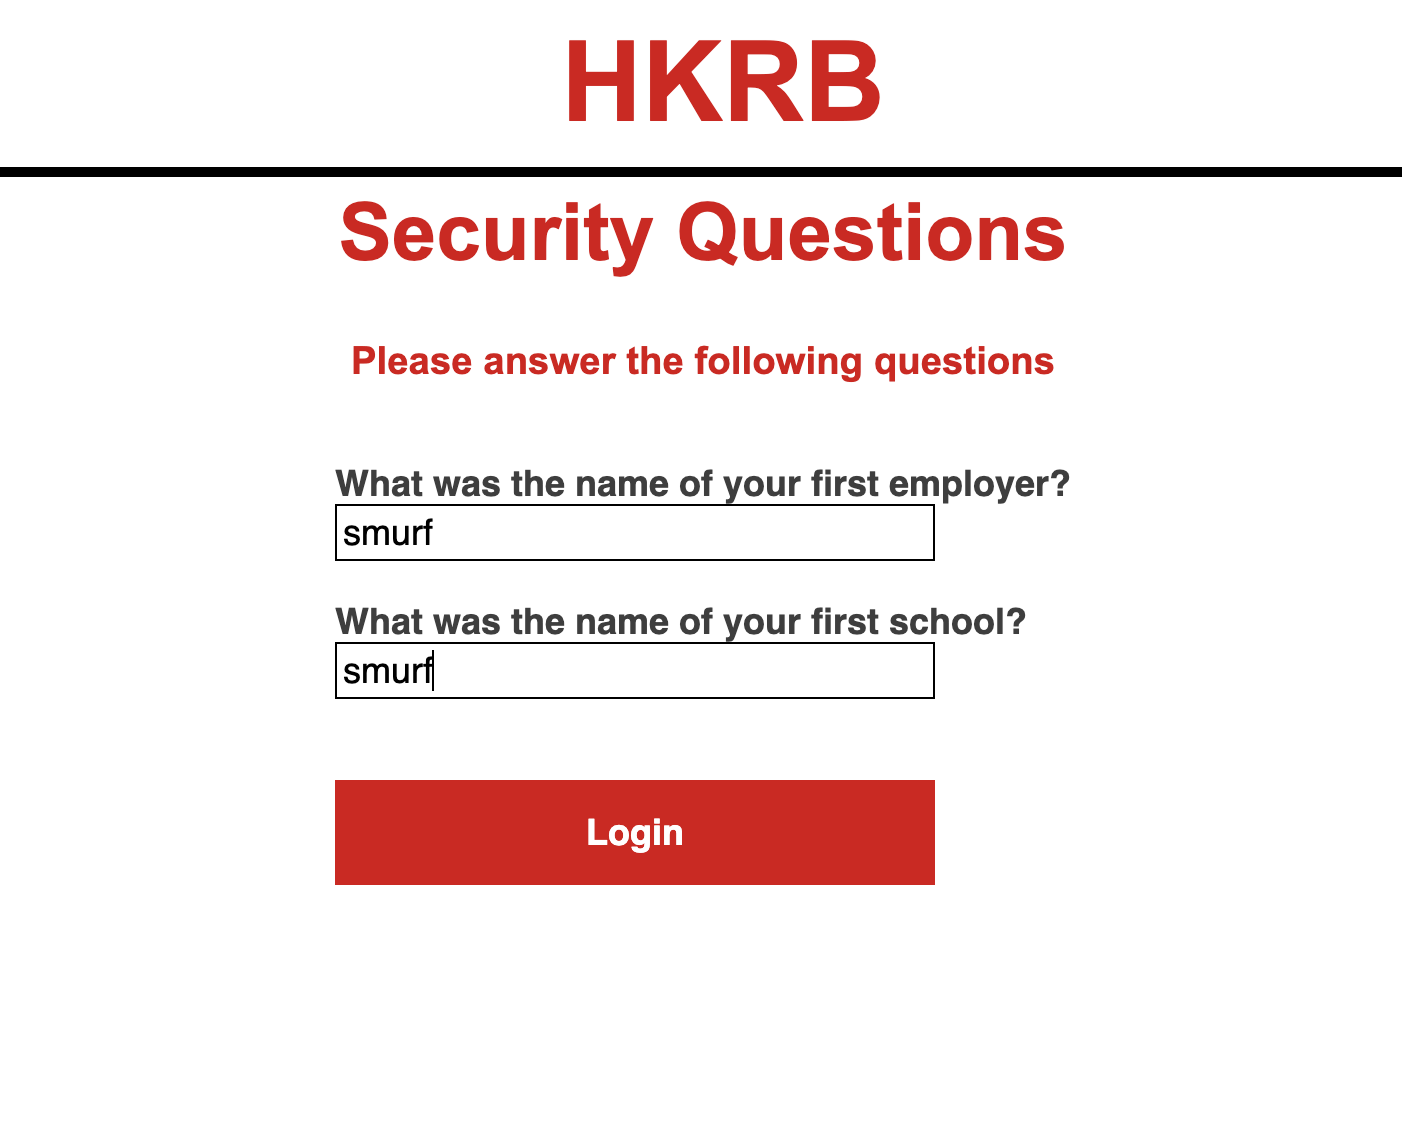 HKRB
Security Questions
Please answer the following questions
What was the name of your first employer?
smurf
What was the name of your first school?
smurf
Login